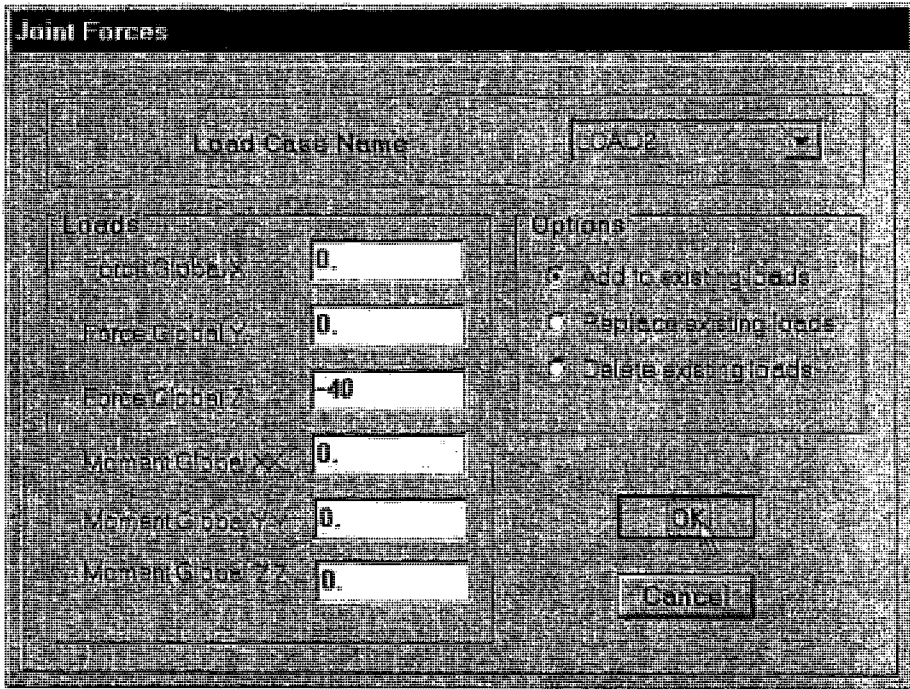 Joint Forces
Load Case Name
LOAD2
Loads
Force Global X
0.
Force Global Y
0.
Force Global Z
-40
Moment Global XX
0.
Moment Global YY
0.
Moment Global ZZ
0.
Options
Add to existing loads
Replace existing loads
Delete existing loads
OK
Cancel